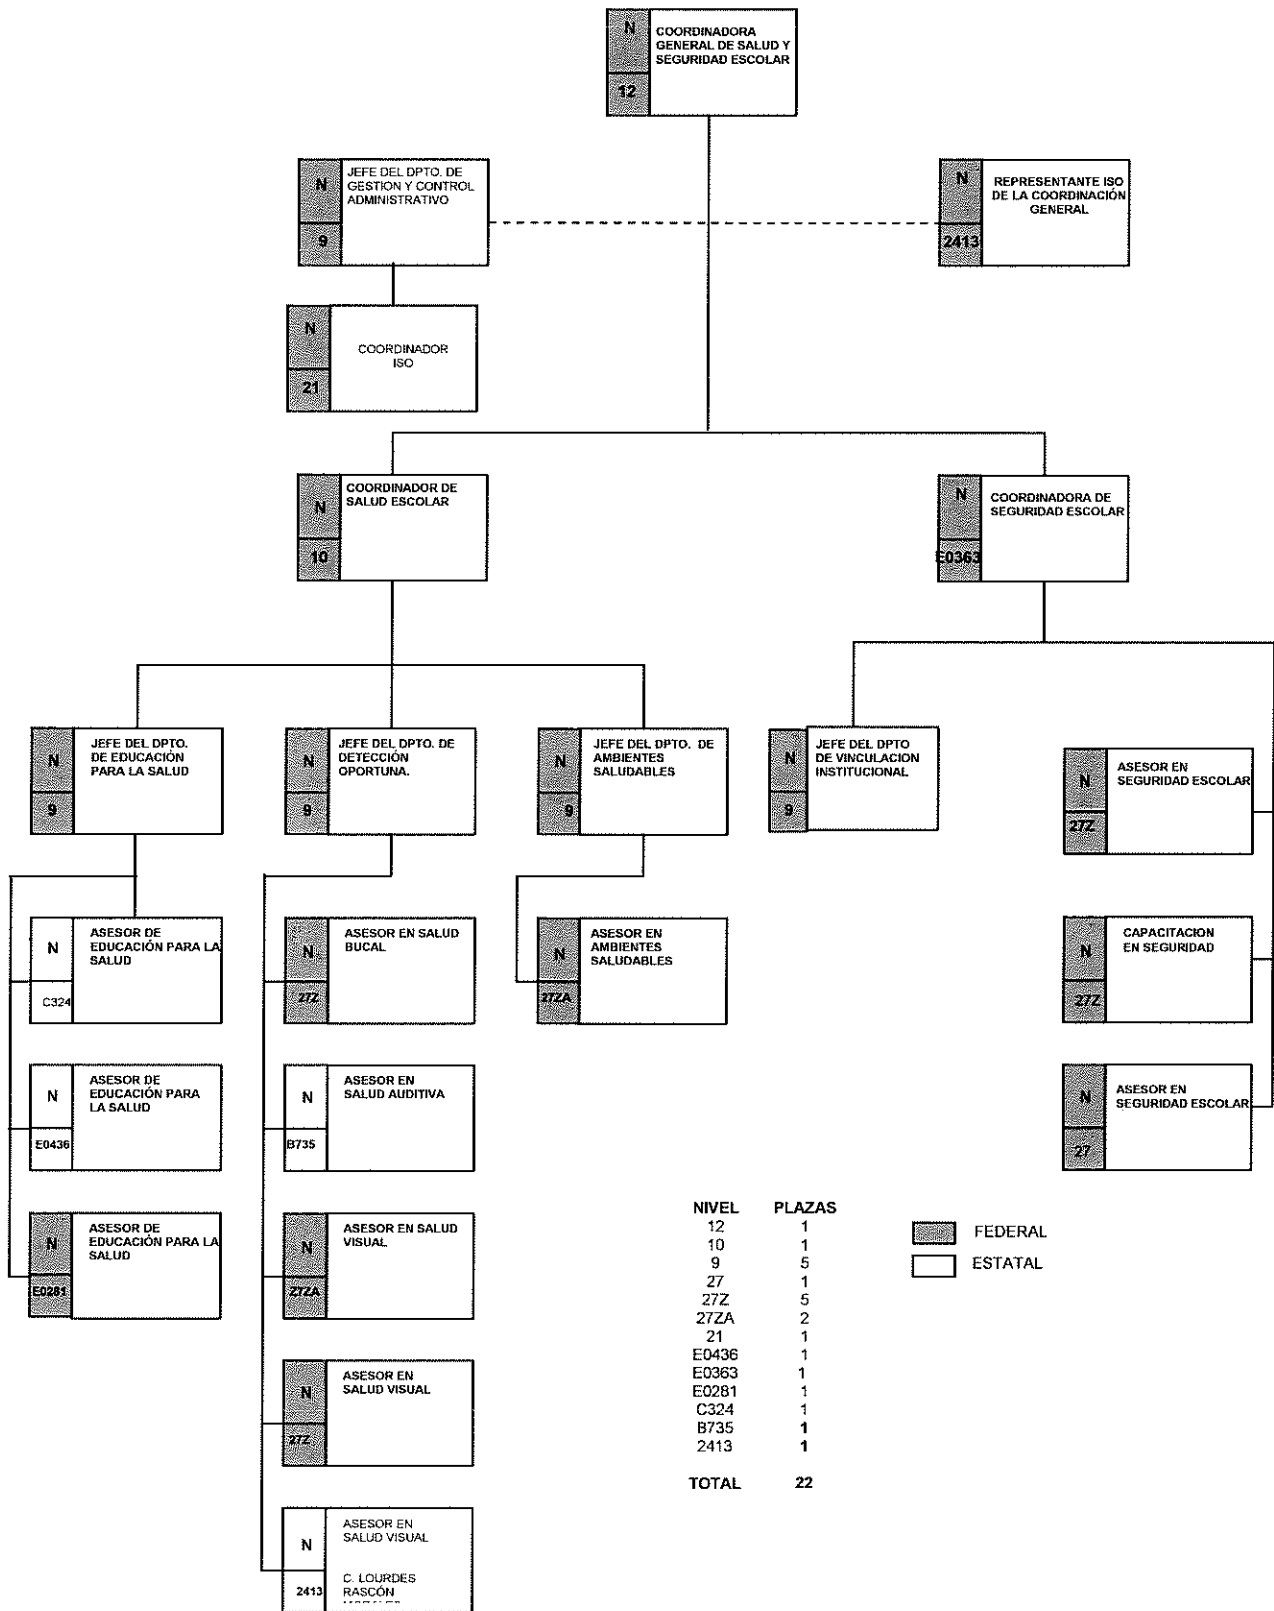 N
COORDINADORA
GENERAL DE SALUD Y
SEGURIDAD ESCOLAR
12
N
JEFE DEL DPTO. DE
GESTION Y CONTROL
ADMINISTRATIVO
9
N
REPRESENTANTE ISO
DE LA COORDINACIÓN
GENERAL
2413
N
COORDINADOR
ISO
21
N
COORDINADOR DE
SALUD ESCOLAR
10
N
COORDINADORA DE
SEGURIDAD ESCOLAR
E0363
N
JEFE DEL DPTO.
DE EDUCACIÓN
PARA LA SALUD
9
N
JEFE DEL DPTO. DE
DETECCIÓN
OPORTUNA.
9
N
JEFE DEL DPTO. DE
AMBIENTES
SALUDABLES
9
N
JEFE DEL DPTO
DE VINCULACION
INSTITUCIONAL
9
N
ASESOR EN
SEGURIDAD ESCOLAR
27Z
N
ASESOR DE
EDUCACIÓN PARA LA
SALUD
C324
N
ASESOR EN SALUD
BUCAL
27Z
N
ASESOR EN
AMBIENTES
SALUDABLES
27ZA
N
CAPACITACION
EN SEGURIDAD
27Z
N
ASESOR DE
EDUCACIÓN PARA
LA SALUD
E0436
N
ASESOR EN
SALUD AUDITIVA
B735
N
ASESOR EN
SEGURIDAD ESCOLAR
27
N
ASESOR DE
EDUCACIÓN PARA LA
SALUD
E0281
N
ASESOR EN SALUD
VISUAL
27ZA
N
ASESOR EN
SALUD VISUAL
27Z
N
ASESOR EN
SALUD VISUAL
C. LOURDES
RASCÓN
2413
NIVEL PLAZAS
12 1
10 1
9 5
27 1
27Z 5
27ZA 2
21 1
E0436 1
E0363 1
E0281 1
C324 1
B735 1
2413 1
TOTAL 22
FEDERAL
ESTATAL